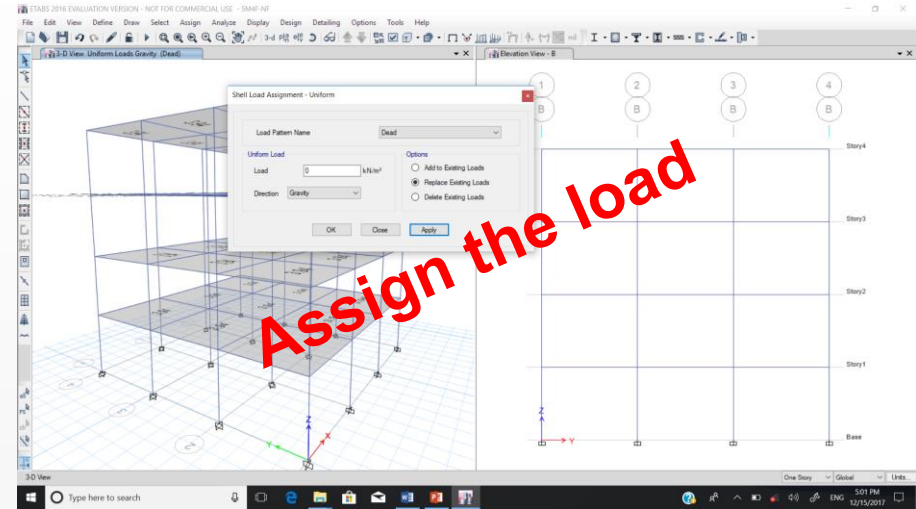 ETABS 2016 EVALUATION VERSION - NOT FOR COMMERCIAL USE - SMHF-NF
File Edit View Define Draw Select Assign Analyze Display Design Detailing Options Tools Help
3-D View Uniform Loads Gravity (Dead)
Elevation View - B
Shell Load Assignment - Uniform
Load Pattern Name Dead
Uniform Load
Load 0 kN/m²
Direction Gravity
Options
Add to Existing Loads
Replace Existing Loads
Delete Existing Loads
OK Close Apply
Assign the load
1 2 3 4
B B B B
Story4
Story3
Story2
Story1
Base
Z
Y
Z
Y X
3-D View
One Story Global Units...
Type here to search
ENG 5:01 PM
12/15/2017